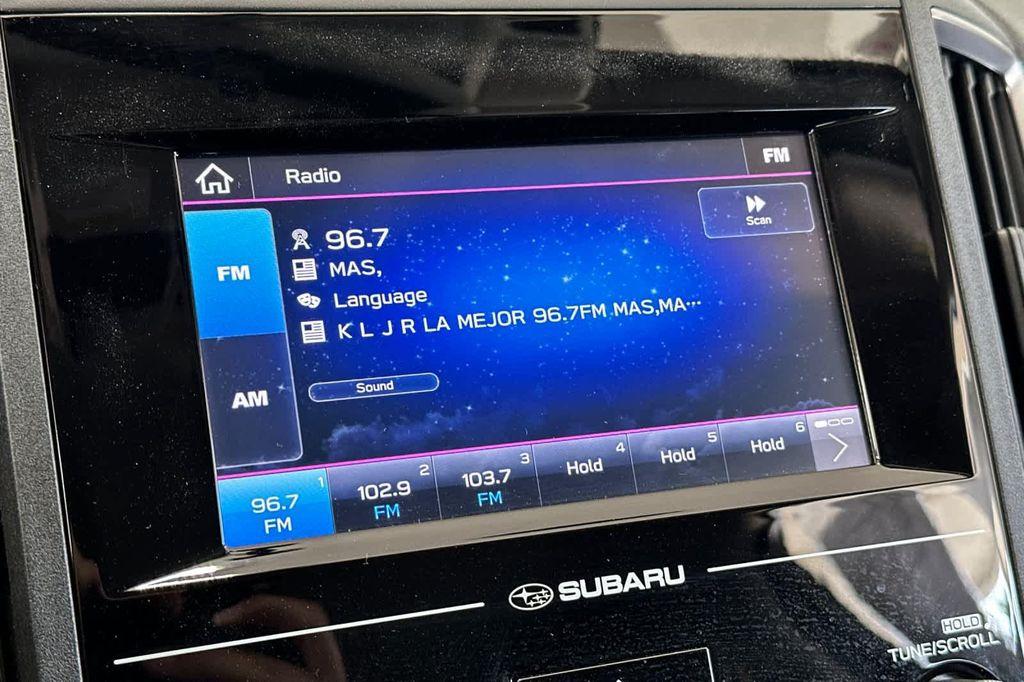 Radio
FM
Scan
96.7
MAS,
Language
K L J R LA MEJOR 96.7FM MAS,MA…
FM
AM
Sound
96.7 1
FM
102.9 2
FM
103.7 3
FM
Hold 4
Hold 5
Hold 6
SUBARU
HOLD
TUNE/SCROLL